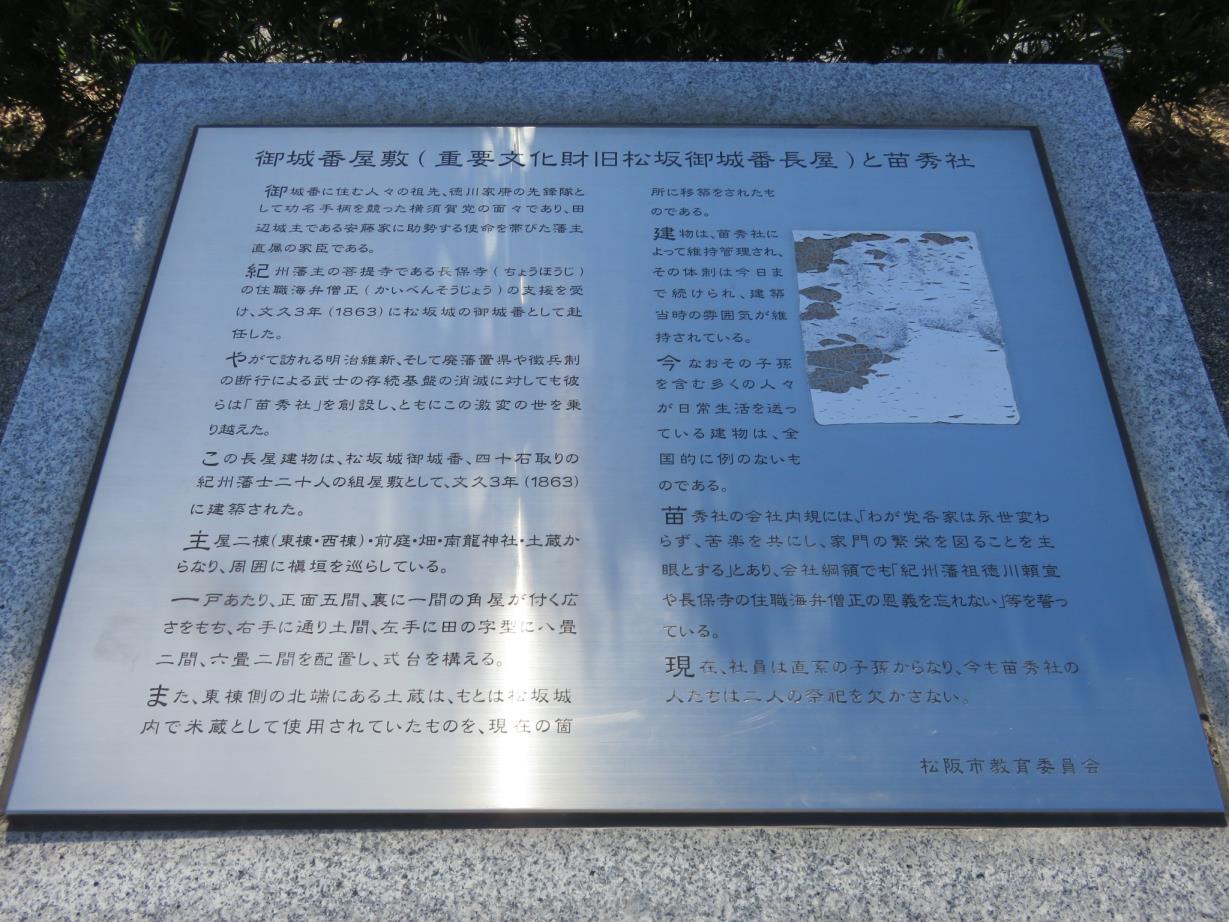 御城番屋敷(重要文化財旧松坂御城番長屋)と苗秀社
御城番に住む人々の祖先、徳川家康の先鋒隊と
して功名手柄を競った横須賀党の面々であり、田
辺城主である安藤家に助勢する使命を帯びた藩主
直属の家臣である。
紀州藩主の菩提寺である長保寺(ちょうほうじ)
の住職海弁僧正(かいべんそうじょう)の支援を受
け、文久3年(1863)に松坂城の御城番として赴
任した。
やがて訪れる明治維新、そして廃藩置県や徴兵制
の断行による武士の存続基盤の消滅に対しても彼
らは「苗秀社」を創設し、ともにこの激変の世を乗
り越えた。
この長屋建物は、松坂城御城番、四十石取りの
紀州藩士二十人の組屋敷として、文久3年(1863)
に建築された。
主屋二棟(東棟・西棟)・前庭・畑・南龍神社・土蔵か
らなり、周囲に槇垣を巡らしている。
一戸あたり、正面五間、裏に一間の角屋が付く広
さをもち、右手に通り土間、左手に田の字型に八畳
二間、六畳二間を配置し、式台を構える。
また、東棟側の北端にある土蔵は、もとは松坂城
内で米蔵として使用されていたものを、現在の箇
所に移築をされたも
のである。
建物は、苗秀社に
よって維持管理され、
その体制は今日ま
で続けられ、建築
当時の雰囲気が維
持されている。
今なおその子孫
を含む多くの人々
が日常生活を送っ
ている建物は、全
国的に例のないも
のである。
苗秀社の会社内規には、「わが党各家は永世変わ
らず、苦楽を共にし、家門の繁栄を図ることを主
眼とする」とあり、会社綱領でも「紀州藩祖徳川頼宣
や長保寺の住職海弁僧正の恩義を忘れない」等を誓っ
ている。
現在、社員は直系の子孫からなり、今も苗秀社の
人たちは二人の祭祀を欠かさない。
松阪市教育委員会